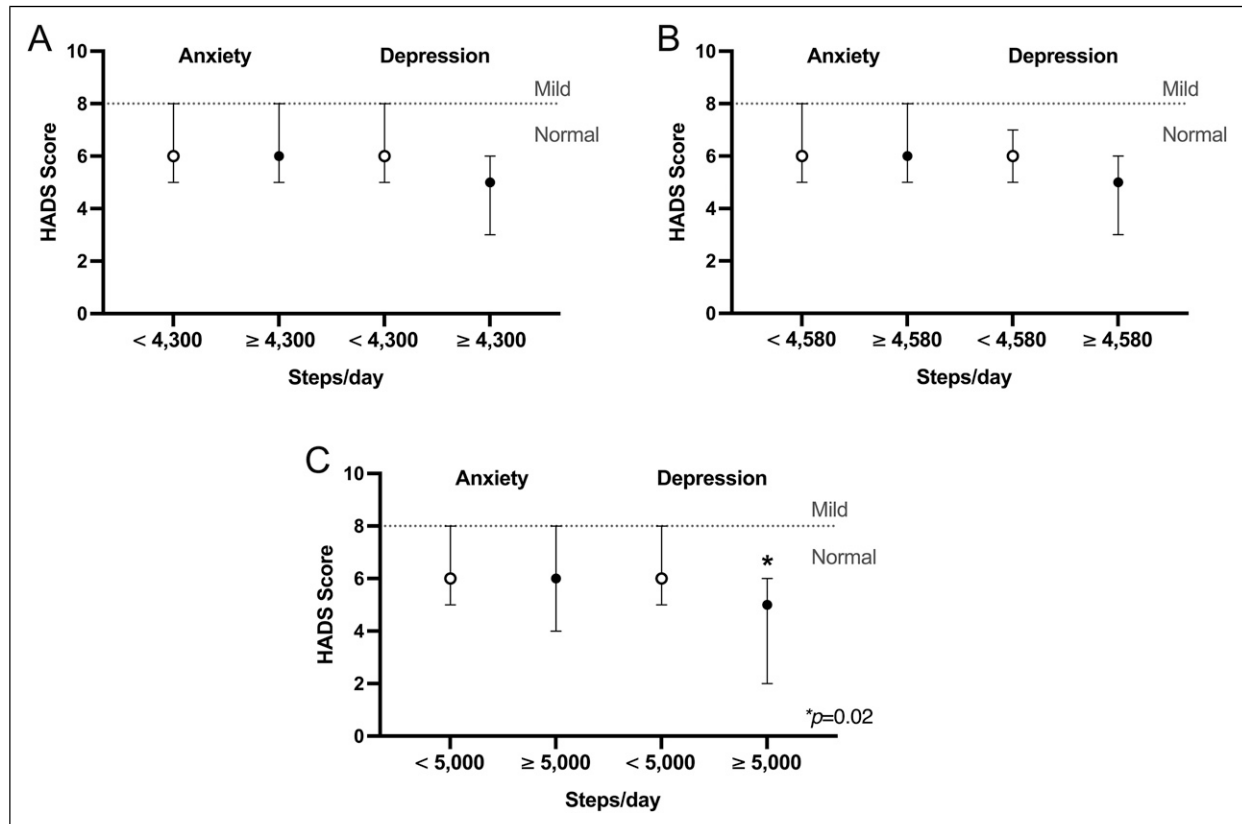 A
Anxiety Depression
Mild
Normal
HADS Score
10
8
6
4
2
0
< 4,300 ≥ 4,300 < 4,300 ≥ 4,300
Steps/day
B
Anxiety Depression
Mild
Normal
HADS Score
10
8
6
4
2
0
< 4,580 ≥ 4,580 < 4,580 ≥ 4,580
Steps/day
C
Anxiety Depression
Mild
Normal
HADS Score
10
8
6
4
2
0
*
*p=0.02
< 5,000 ≥ 5,000 < 5,000 ≥ 5,000
Steps/day